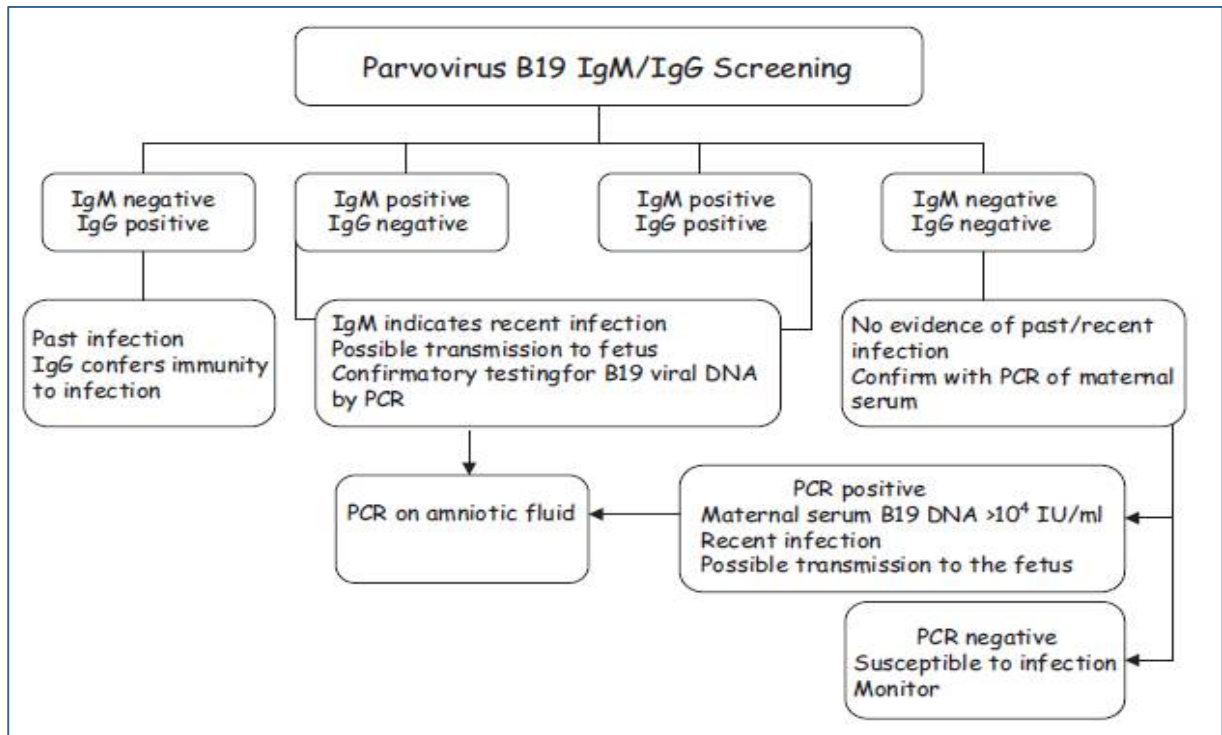 Parvovirus B19 IgM/IgG Screening
IgM negative
IgG positive
IgM positive
IgG negative
IgM positive
IgG positive
IgM negative
IgG negative
Past infection
IgG confers immunity
to infection
IgM indicates recent infection
Possible transmission to fetus
Confirmatory testingfor B19 viral DNA
by PCR
No evidence of past/recent
infection
Confirm with PCR of maternal
serum
PCR on amniotic fluid
PCR positive
Maternal serum B19 DNA >10⁴ IU/ml
Recent infection
Possible transmission to the fetus
PCR negative
Susceptible to infection
Monitor